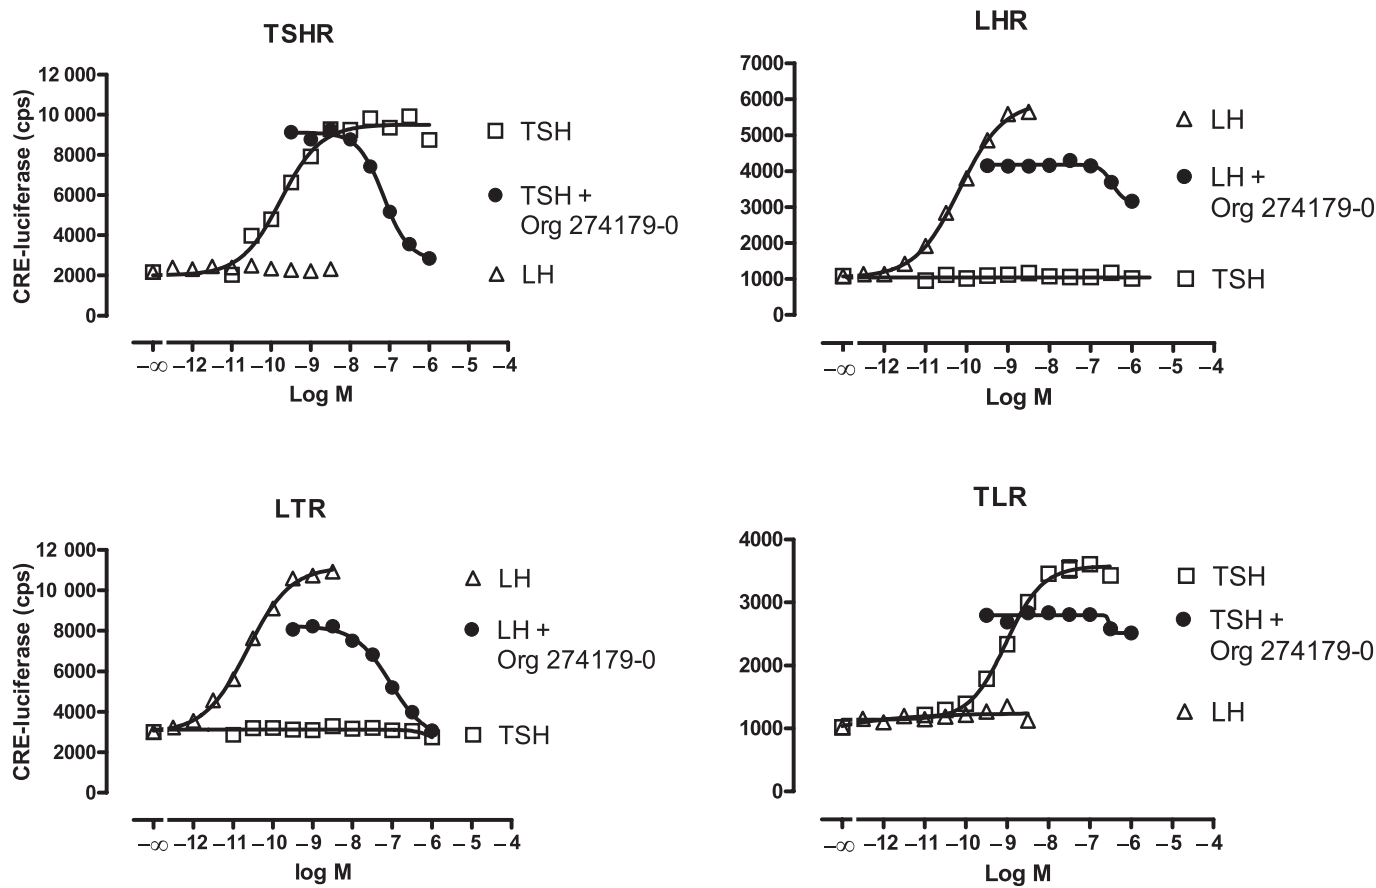 TSHR
12 000
10 000
8000
6000
4000
2000
0
CRE-luciferase (cps)
–∞ –12 –11 –10 –9 –8 –7 –6 –5 –4
Log M
TSH
TSH +
Org 274179-0
LH
LHR
7000
6000
5000
4000
3000
2000
1000
0
–∞ –12 –11 –10 –9 –8 –7 –6 –5 –4
Log M
LH
LH +
Org 274179-0
TSH
LTR
12 000
10 000
8000
6000
4000
2000
0
CRE-luciferase (cps)
–∞ –12 –11 –10 –9 –8 –7 –6 –5 –4
log M
LH
LH +
Org 274179-0
TSH
TLR
4000
3000
2000
1000
0
–∞ –12 –11 –10 –9 –8 –7 –6 –5 –4
Log M
TSH
TSH +
Org 274179-0
LH